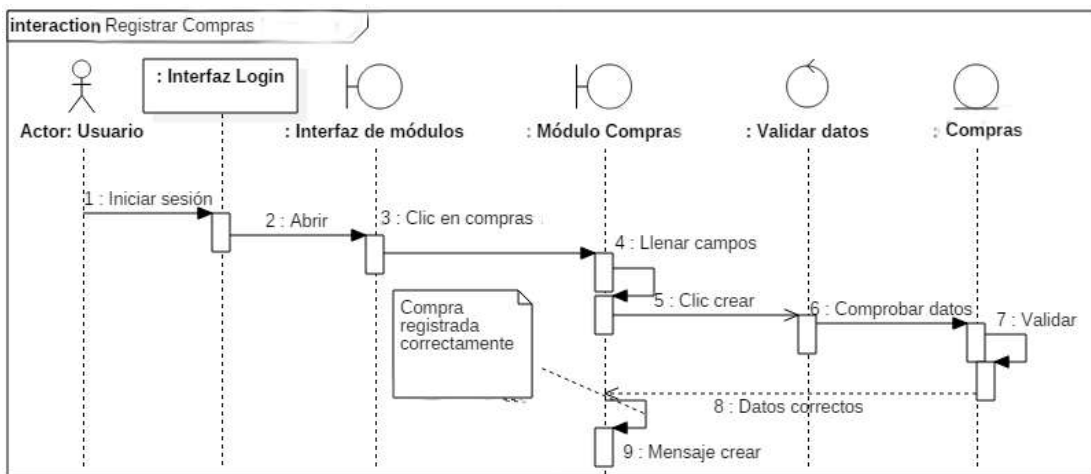 interaction Registrar Compras
: Interfaz Login
Actor: Usuario
: Interfaz de módulos
: Módulo Compras
: Validar datos
: Compras
1 : Iniciar sesión
2 : Abrir
3 : Clic en compras
4 : Llenar campos
5 : Clic crear
6 : Comprobar datos
7 : Validar
Compra
registrada
correctamente
8 : Datos correctos
9 : Mensaje crear